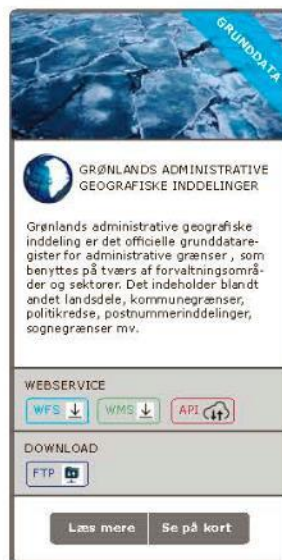 GRUNDDATA
GRØNLANDS ADMINISTRATIVE
GEOGRAFISKE INDDELINGER
Grønlands administrative geografiske
inddeling er det officielle grunddatare-
gister for administrative grænser , som
benyttes på tværs af forvaltningsområ-
der og sektorer. Det indeholder blandt
andet landsdele, kommunegrænser,
politikredse, postnummerinddelinger,
sognegrænser mv.
WEBSERVICE
WFS WMS API
DOWNLOAD
FTP
Læs mere Se på kort